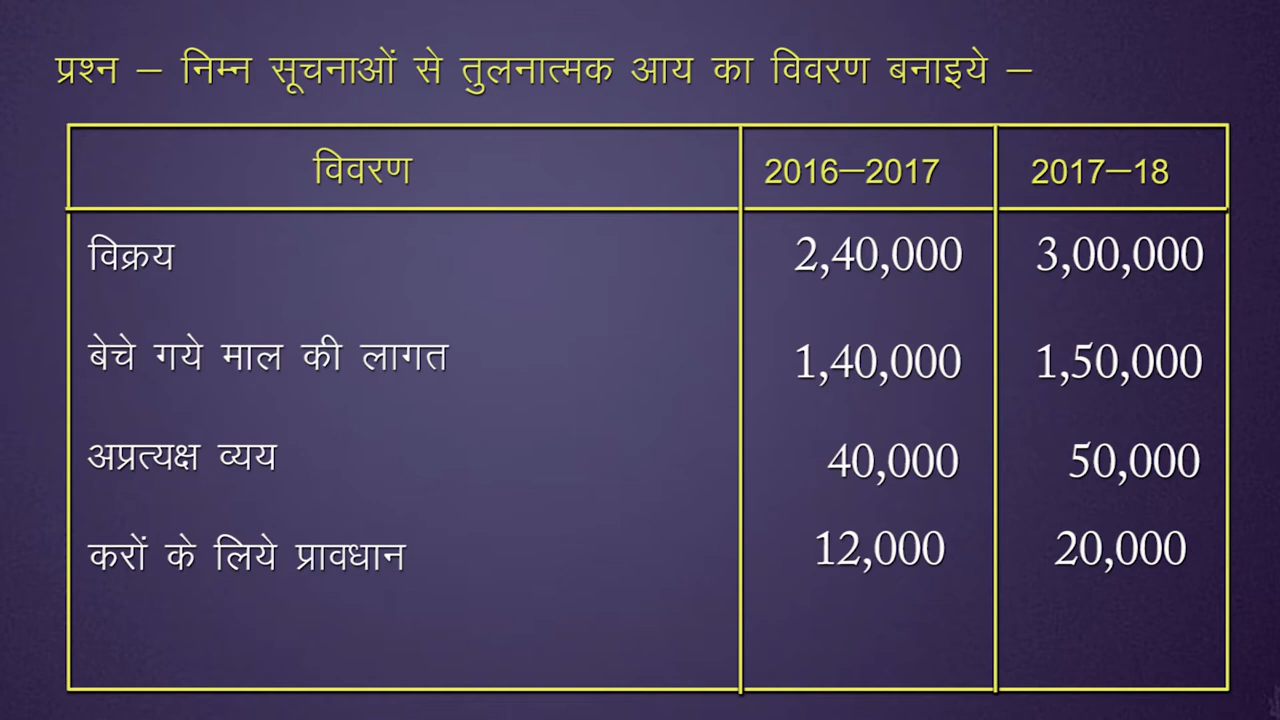 प्रश्न – निम्न सूचनाओं से तुलनात्मक आय का विवरण बनाइये –
विवरण 2016–2017 2017–18
विक्रय 2,40,000 3,00,000
बेचे गये माल की लागत 1,40,000 1,50,000
अप्रत्यक्ष व्यय 40,000 50,000
करों के लिये प्रावधान 12,000 20,000